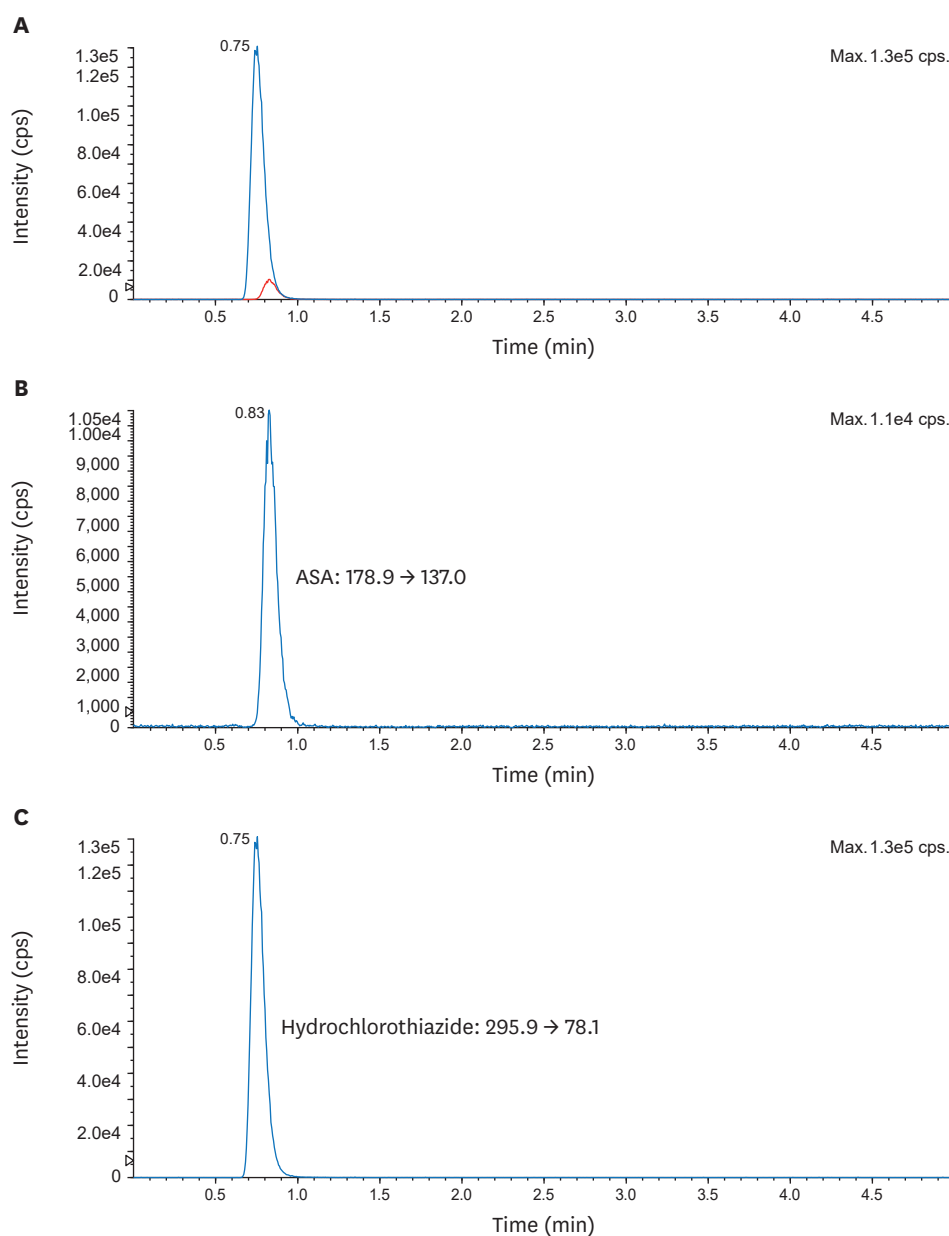 A
0.75
Max. 1.3e5 cps.
Intensity (cps)
1.3e5
1.2e5
1.0e5
8.0e4
6.0e4
4.0e4
2.0e4
0
0.5 1.0 1.5 2.0 2.5 3.0 3.5 4.0 4.5
Time (min)
B
0.83
Max. 1.1e4 cps.
Intensity (cps)
1.05e4
1.00e4
9,000
8,000
7,000
6,000
5,000
4,000
3,000
2,000
1,000
0
ASA: 178.9 → 137.0
0.5 1.0 1.5 2.0 2.5 3.0 3.5 4.0 4.5
Time (min)
C
0.75
Max. 1.3e5 cps.
Intensity (cps)
1.3e5
1.2e5
1.0e5
8.0e4
6.0e4
4.0e4
2.0e4
0
Hydrochlorothiazide: 295.9 → 78.1
0.5 1.0 1.5 2.0 2.5 3.0 3.5 4.0 4.5
Time (min)